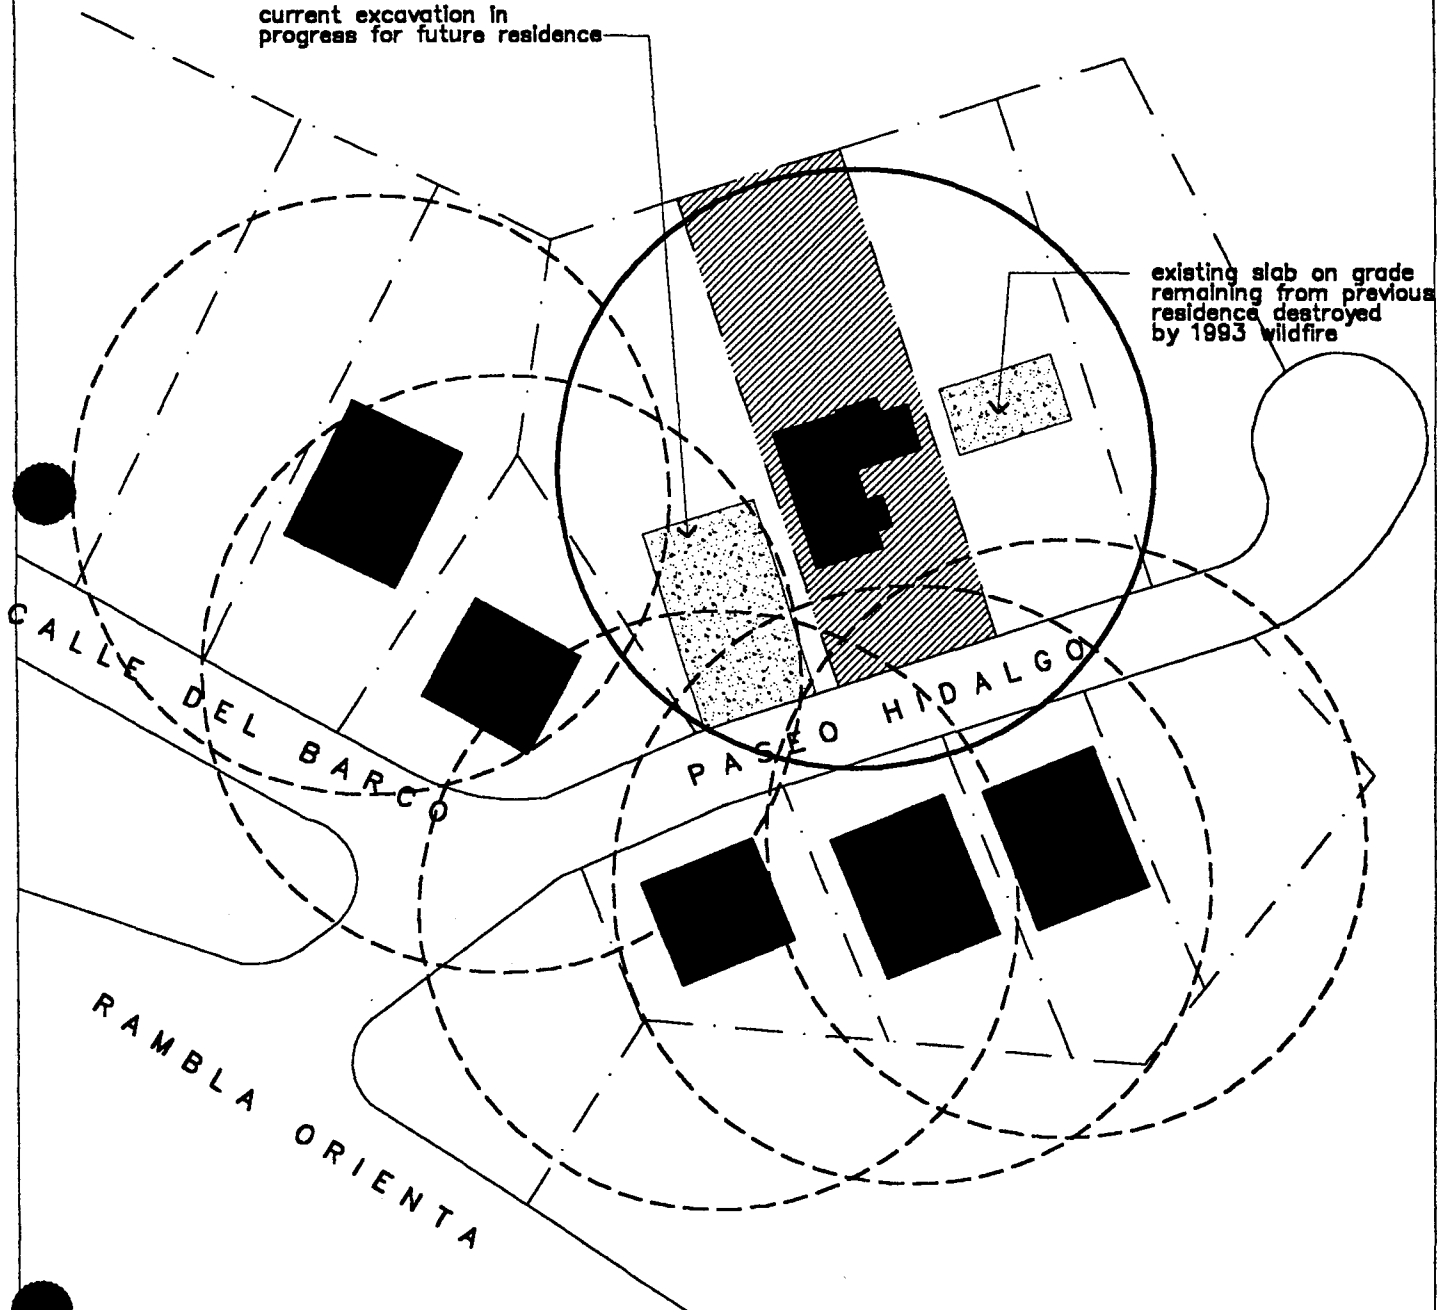 current excavation in
progress for future residence
existing slab on grade
remaining from previous
residence destroyed
by 1993 wildfire
CALLE DEL BARCO
PASEO HIDALGO
RAMBLA ORIENTA